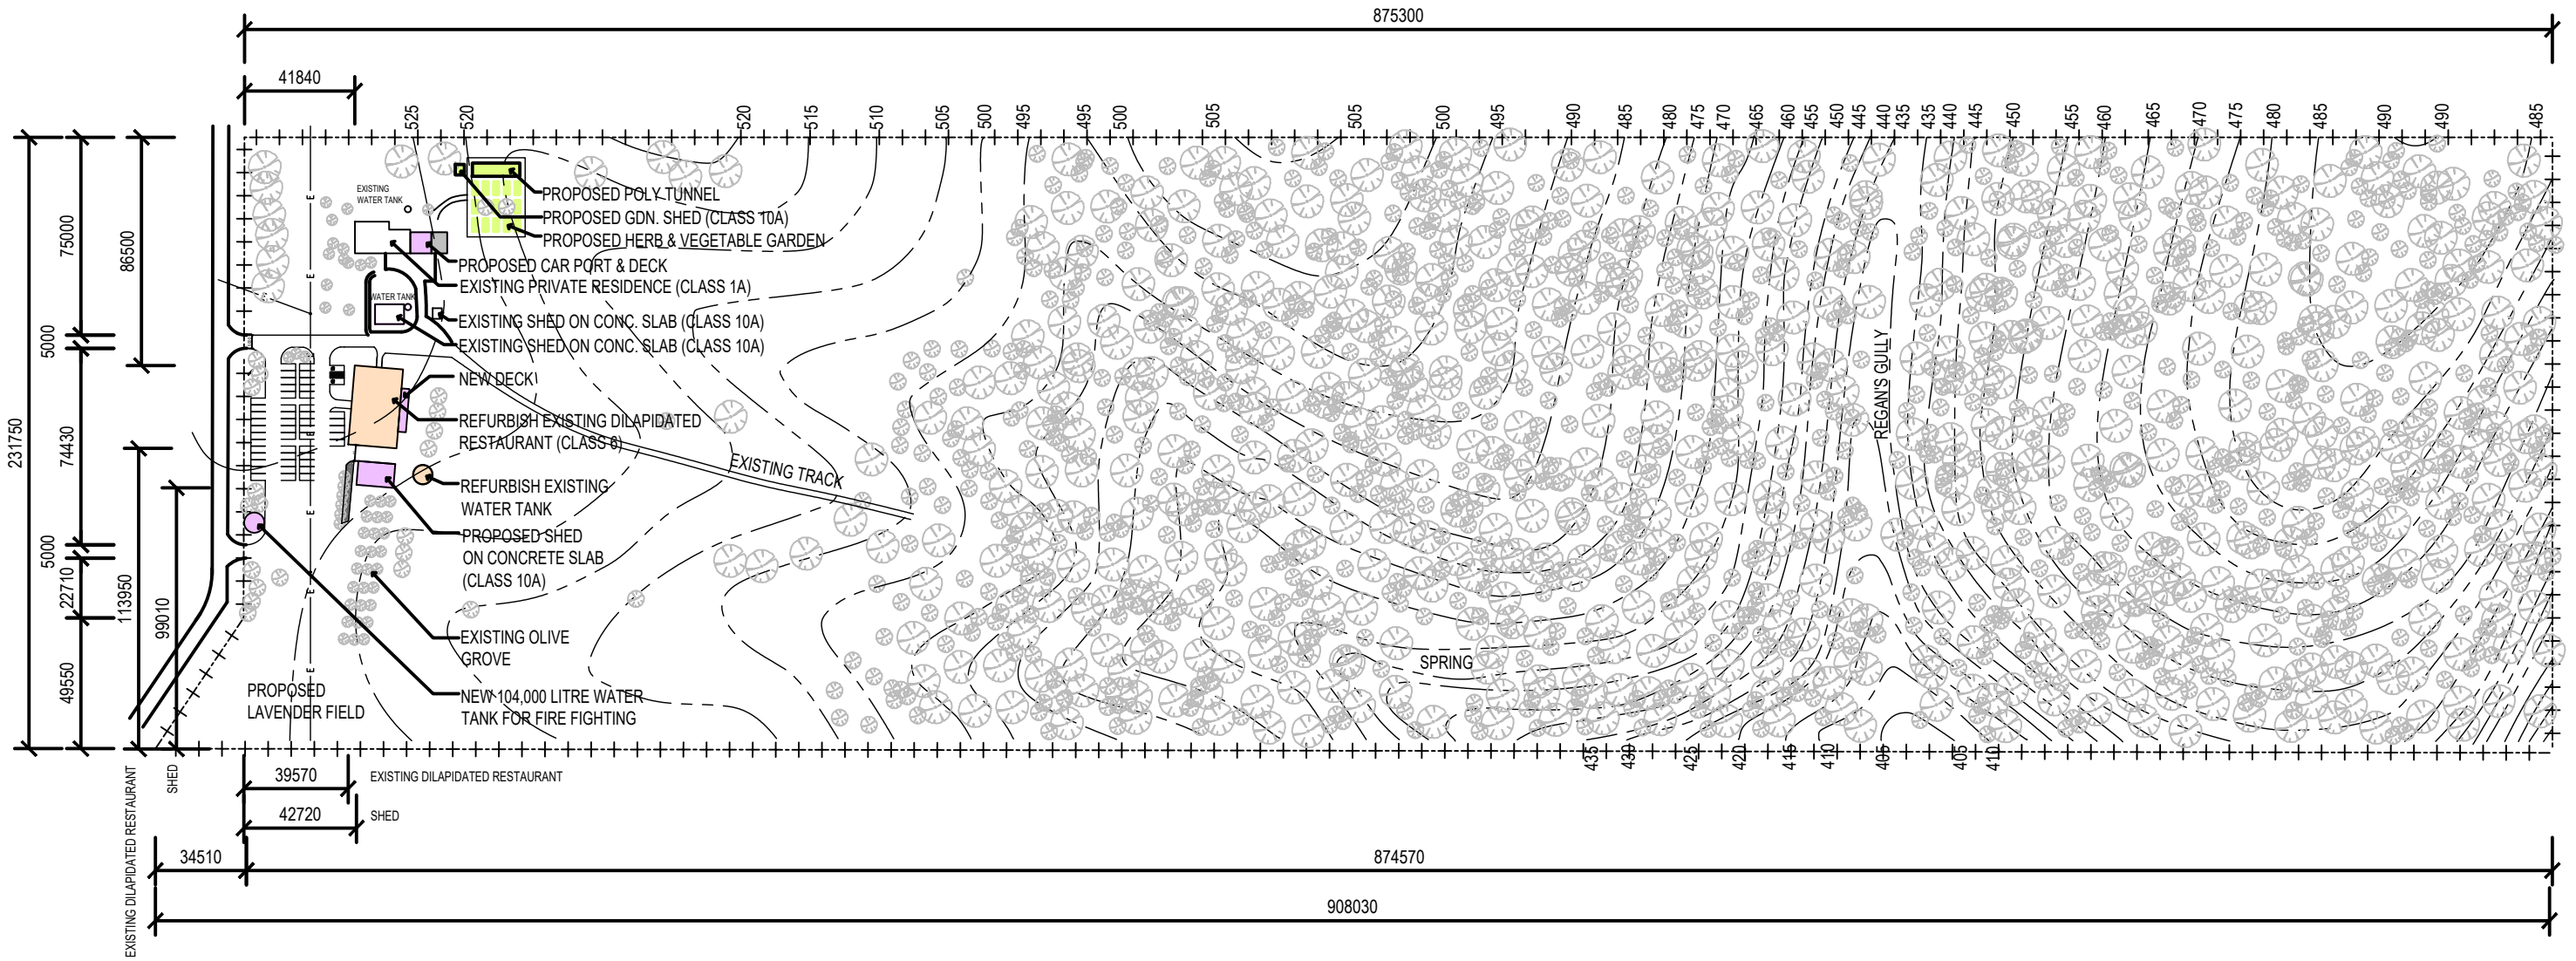 875300
41840
525
520
520
515
510
505
500
495
495
500
505
505
500
495
490
485
480
475
470
465
460
455
450
445
440
435
435
440
445
450
455
460
465
470
475
480
485
490
490
485
231750
75000
5000
74430
5000
22710
49550
86500
113950
99010
EXISTING
WATER TANK
E
E
WATER TANK
PROPOSED POLY TUNNEL
PROPOSED GDN. SHED (CLASS 10A)
PROPOSED HERB & VEGETABLE GARDEN
PROPOSED CAR PORT & DECK
EXISTING PRIVATE RESIDENCE (CLASS 1A)
EXISTING SHED ON CONC. SLAB (CLASS 10A)
EXISTING SHED ON CONC. SLAB (CLASS 10A)
NEW DECK
REFURBISH EXISTING DILAPIDATED
RESTAURANT (CLASS 6)
EXISTING TRACK
REFURBISH EXISTING
WATER TANK
E
PROPOSED SHED
ON CONCRETE SLAB
(CLASS 10A)
E
EXISTING OLIVE
GROVE
E
NEW 104,000 LITRE WATER
TANK FOR FIRE FIGHTING
PROPOSED
LAVENDER FIELD
REGAN'S GULLY
SPRING
435
430
425
420
415
410
405
405
410
EXISTING DILAPIDATED RESTAURANT
SHED
39570
EXISTING DILAPIDATED RESTAURANT
42720
SHED
34510
874570
908030